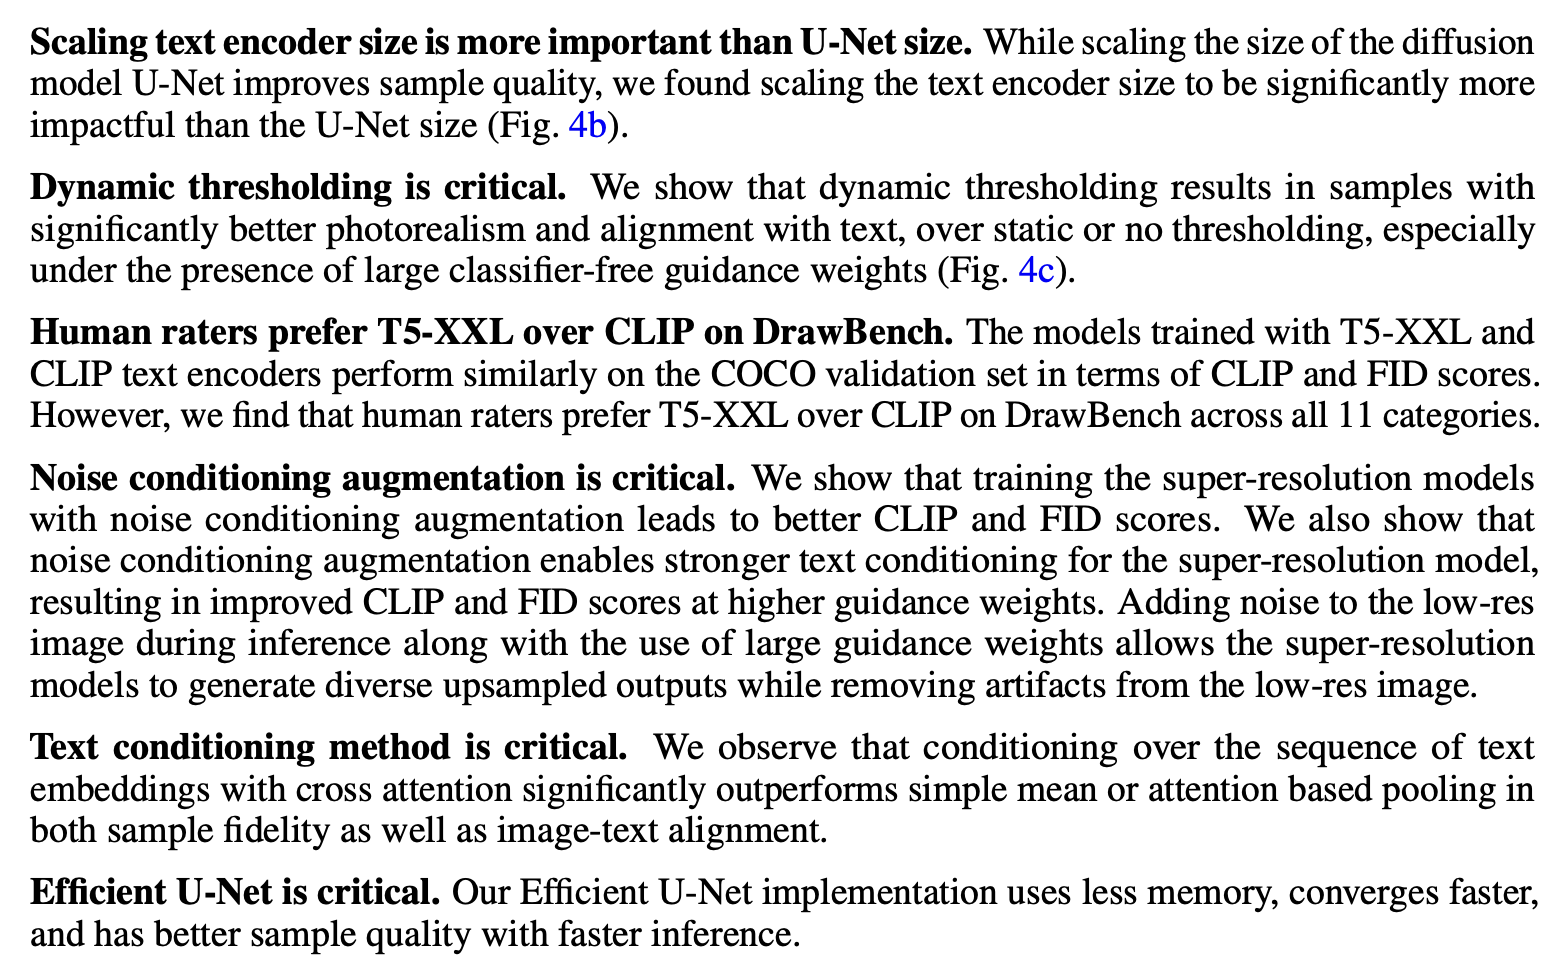 Scaling text encoder size is more important than U-Net size. While scaling the size of the diffusion
model U-Net improves sample quality, we found scaling the text encoder size to be significantly more
impactful than the U-Net size (Fig. 4b).
Dynamic thresholding is critical. We show that dynamic thresholding results in samples with
significantly better photorealism and alignment with text, over static or no thresholding, especially
under the presence of large classifier-free guidance weights (Fig. 4c).
Human raters prefer T5-XXL over CLIP on DrawBench. The models trained with T5-XXL and
CLIP text encoders perform similarly on the COCO validation set in terms of CLIP and FID scores.
However, we find that human raters prefer T5-XXL over CLIP on DrawBench across all 11 categories.
Noise conditioning augmentation is critical. We show that training the super-resolution models
with noise conditioning augmentation leads to better CLIP and FID scores. We also show that
noise conditioning augmentation enables stronger text conditioning for the super-resolution model,
resulting in improved CLIP and FID scores at higher guidance weights. Adding noise to the low-res
image during inference along with the use of large guidance weights allows the super-resolution
models to generate diverse upsampled outputs while removing artifacts from the low-res image.
Text conditioning method is critical. We observe that conditioning over the sequence of text
embeddings with cross attention significantly outperforms simple mean or attention based pooling in
both sample fidelity as well as image-text alignment.
Efficient U-Net is critical. Our Efficient U-Net implementation uses less memory, converges faster,
and has better sample quality with faster inference.